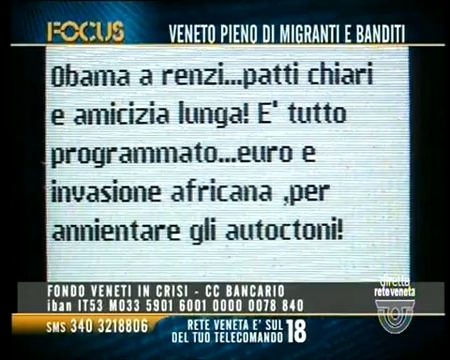 FOCUS
VENETO PIENO DI MIGRANTI E BANDITI
Obama a renzi...patti chiari
e amicizia lunga! E' tutto
programmato...euro e
invasione africana ,per
annientare gli autoctoni!
diretta
reteveneta
FONDO VENETI IN CRISI - CC BANCARIO
iban IT53 M033 5901 6001 0000 0078 840
SMS 340 3218806
RETE VENETA E' SUL
DEL TUO TELECOMANDO 18